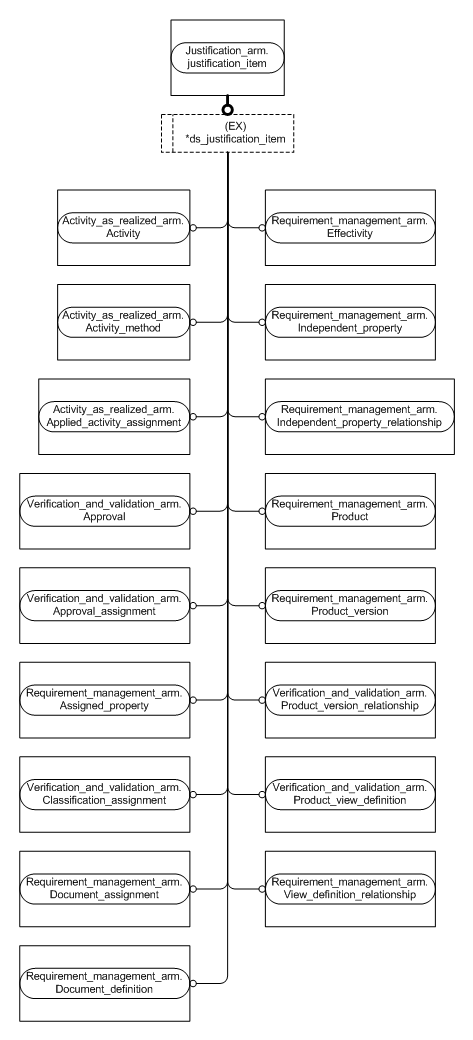 Justification_arm.
justification_item
(EX)
*ds_justification_item
Activity_as_realized_arm.
Activity
Requirement_management_arm.
Effectivity
Activity_as_realized_arm.
Activity_method
Requirement_management_arm.
Independent_property
Activity_as_realized_arm.
Applied_activity_assignment
Requirement_management_arm.
Independent_property_relationship
Verification_and_validation_arm.
Approval
Requirement_management_arm.
Product
Verification_and_validation_arm.
Approval_assignment
Requirement_management_arm.
Product_version
Requirement_management_arm.
Assigned_property
Verification_and_validation_arm.
Product_version_relationship
Verification_and_validation_arm.
Classification_assignment
Verification_and_validation_arm.
Product_view_definition
Requirement_management_arm.
Document_assignment
Requirement_management_arm.
View_definition_relationship
Requirement_management_arm.
Document_definition